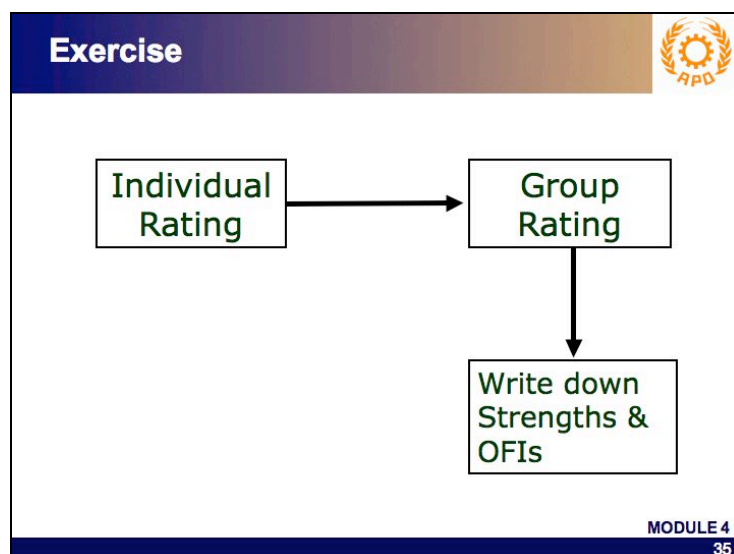 Exercise
APO
Individual
Rating
Group
Rating
Write down
Strengths &
OFIs
MODULE 4
35